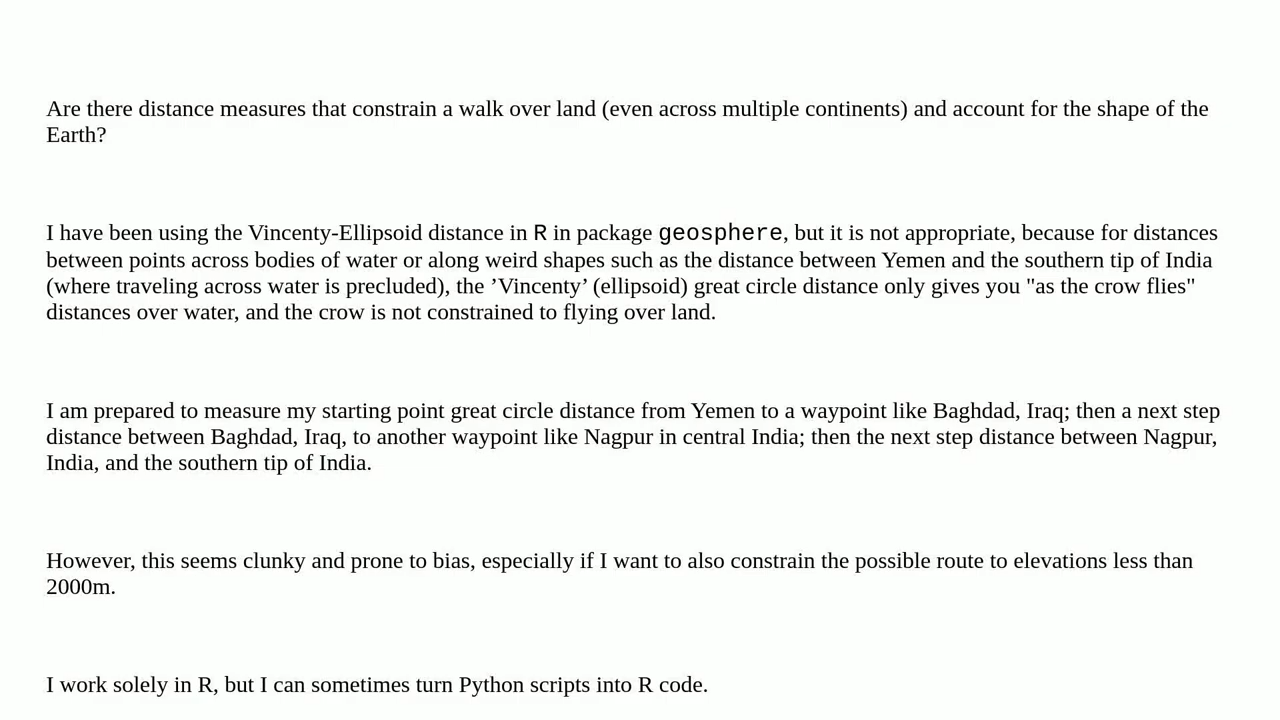 Are there distance measures that constrain a walk over land (even across multiple continents) and account for the shape of the
Earth?
I have been using the Vincenty-Ellipsoid distance in R in package geosphere, but it is not appropriate, because for distances
between points across bodies of water or along weird shapes such as the distance between Yemen and the southern tip of India
(where traveling across water is precluded), the ’Vincenty’ (ellipsoid) great circle distance only gives you "as the crow flies"
distances over water, and the crow is not constrained to flying over land.
I am prepared to measure my starting point great circle distance from Yemen to a waypoint like Baghdad, Iraq; then a next step
distance between Baghdad, Iraq, to another waypoint like Nagpur in central India; then the next step distance between Nagpur,
India, and the southern tip of India.
However, this seems clunky and prone to bias, especially if I want to also constrain the possible route to elevations less than
2000m.
I work solely in R, but I can sometimes turn Python scripts into R code.